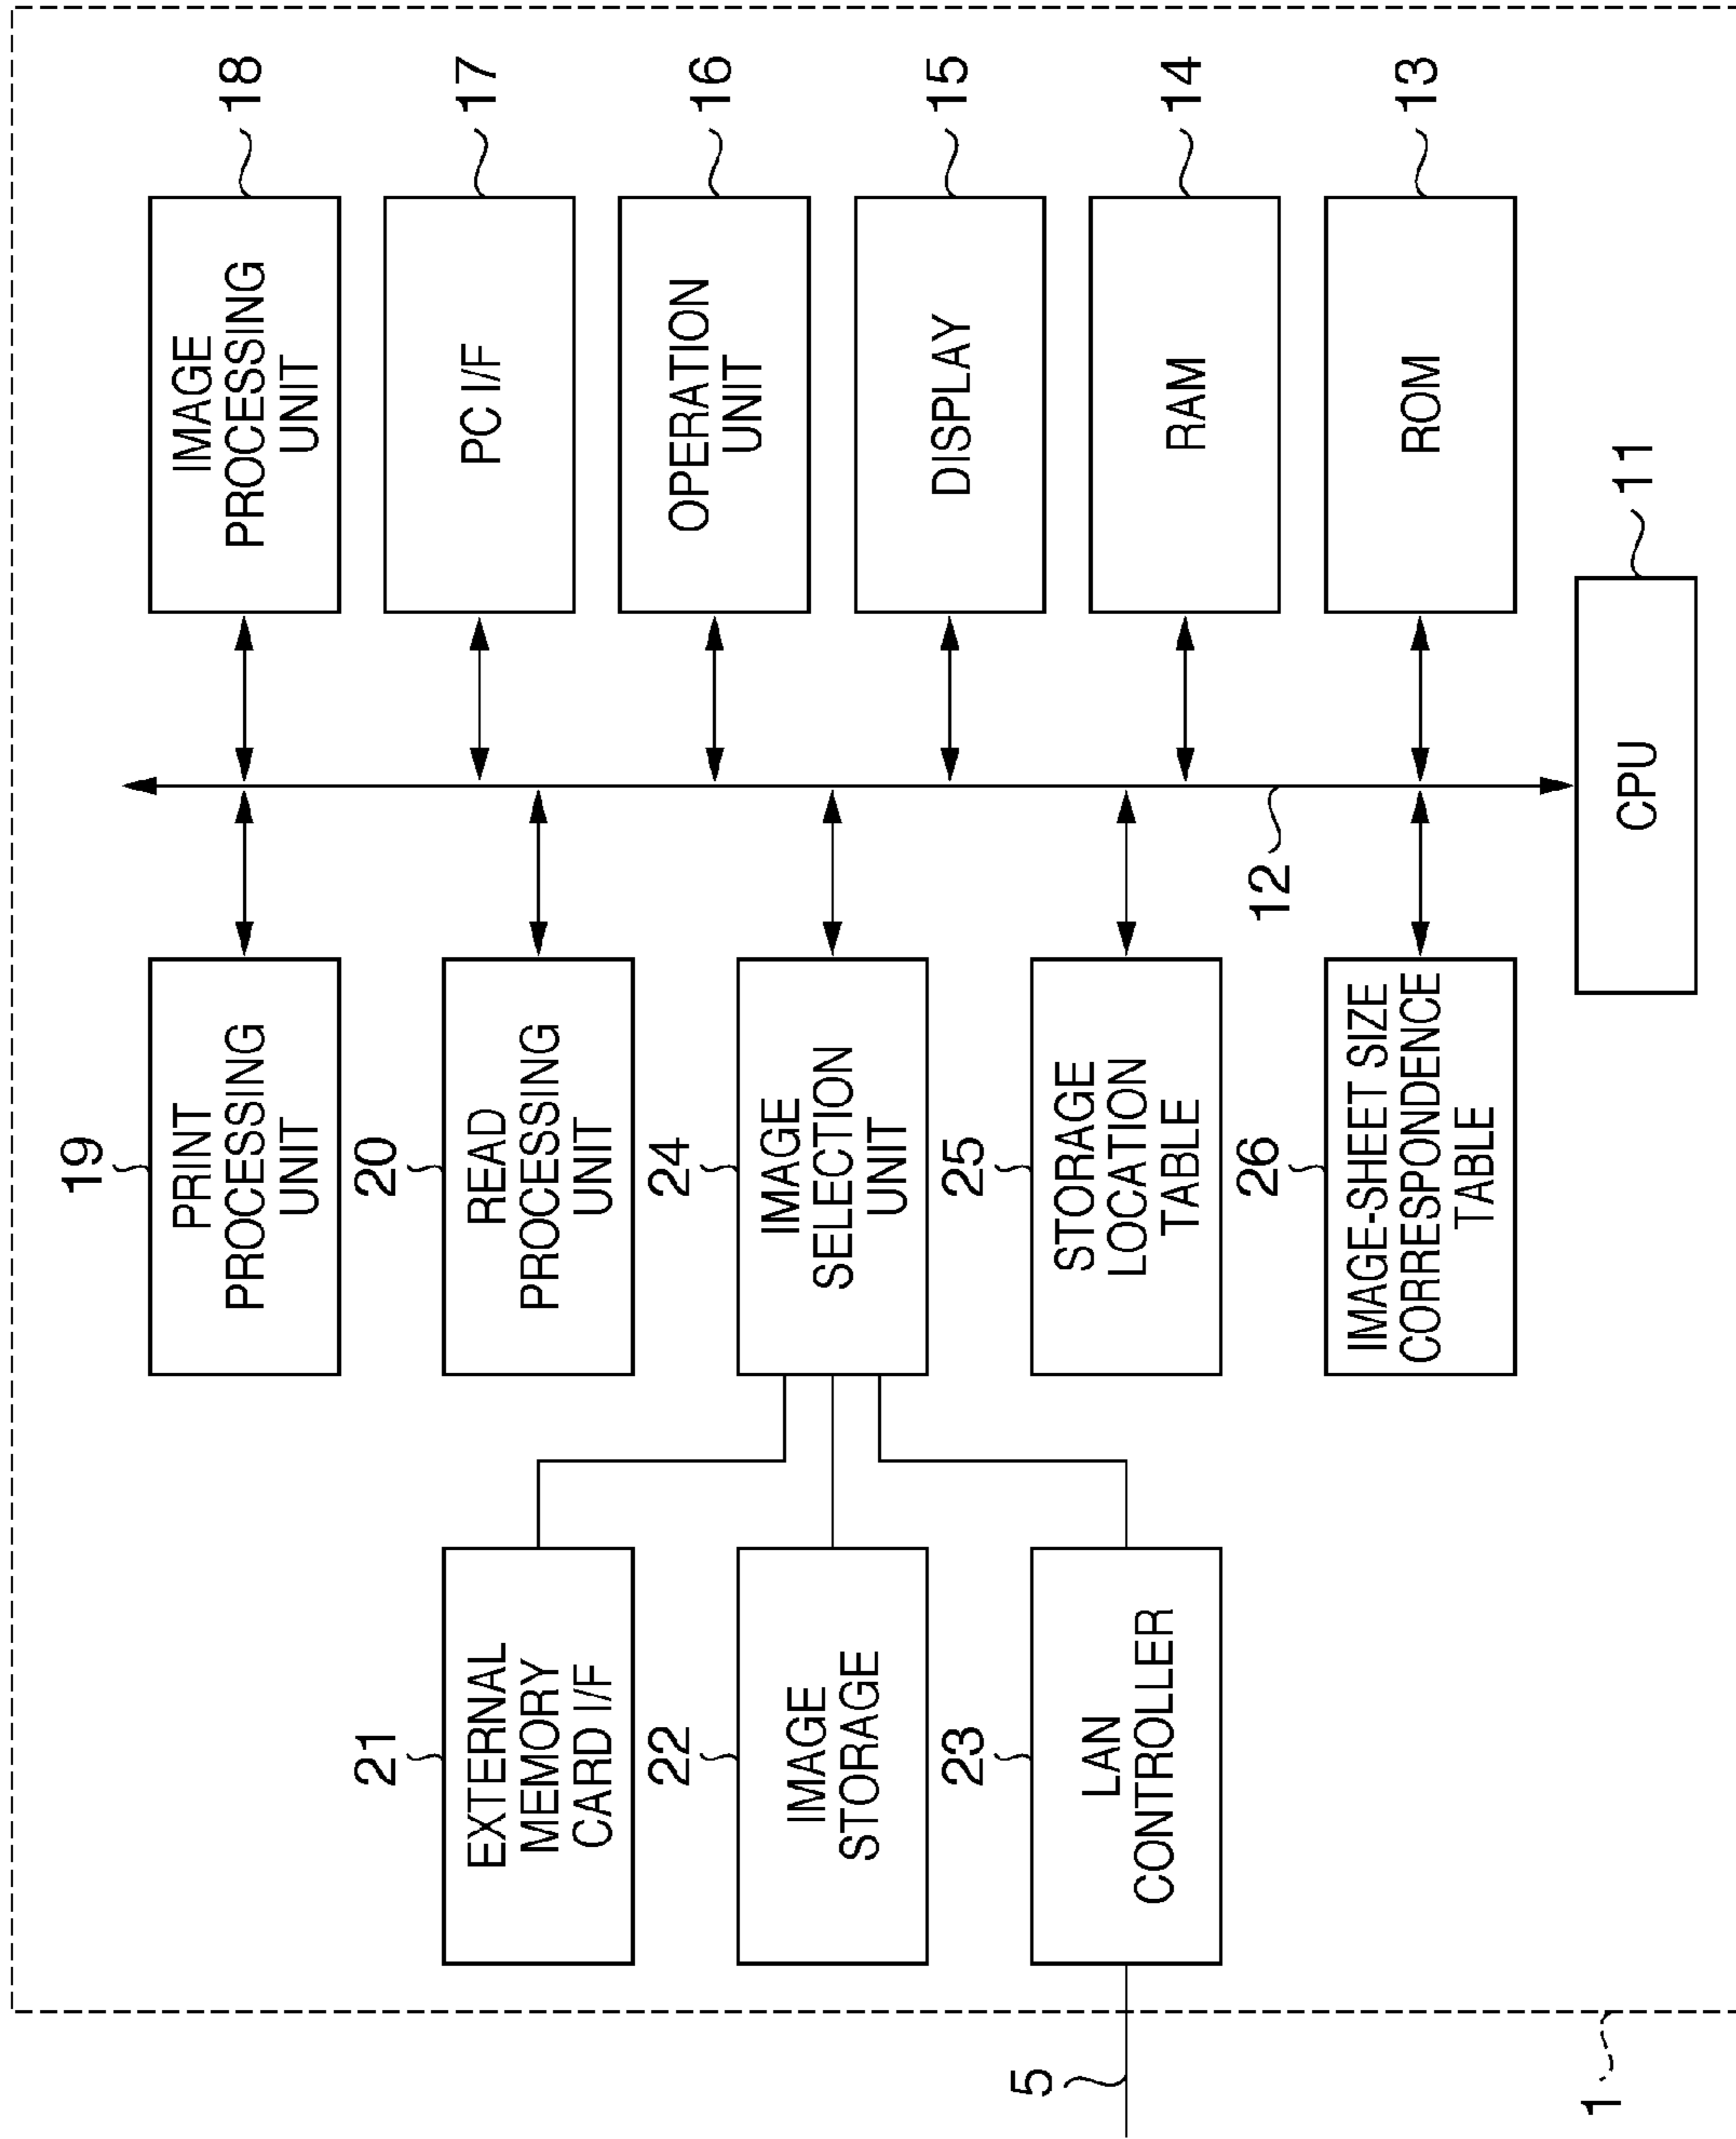 1
5
21
EXTERNAL
MEMORY
CARD I/F
22
IMAGE
STORAGE
23
LAN
CONTROLLER
19
PRINT
PROCESSING
UNIT
20
READ
PROCESSING
UNIT
24
IMAGE
SELECTION
UNIT
25
STORAGE
LOCATION
TABLE
26
IMAGE-SHEET SIZE
CORRESPONDENCE
TABLE
12
CPU
11
IMAGE
PROCESSING
UNIT
18
PC I/F
17
OPERATION
UNIT
16
DISPLAY
15
RAM
14
ROM
13